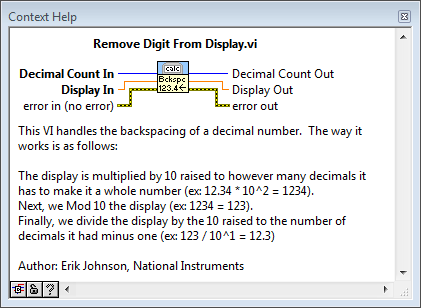 Context Help
Remove Digit From Display.vi
calc
Decimal Count In Bckspc Decimal Count Out
Display In 123.4← Display Out
error in (no error) error out
This VI handles the backspacing of a decimal number.  The way it
works is as follows:
The display is multiplied by 10 raised to however many decimals it
has to make it a whole number (ex: 12.34 * 10^2 = 1234).
Next, we Mod 10 the display (ex: 1234 = 123).
Finally, we divide the display by the 10 raised to the number of
decimals it had minus one (ex: 123 / 10^1 = 12.3)
Author: Erik Johnson, National Instruments
?